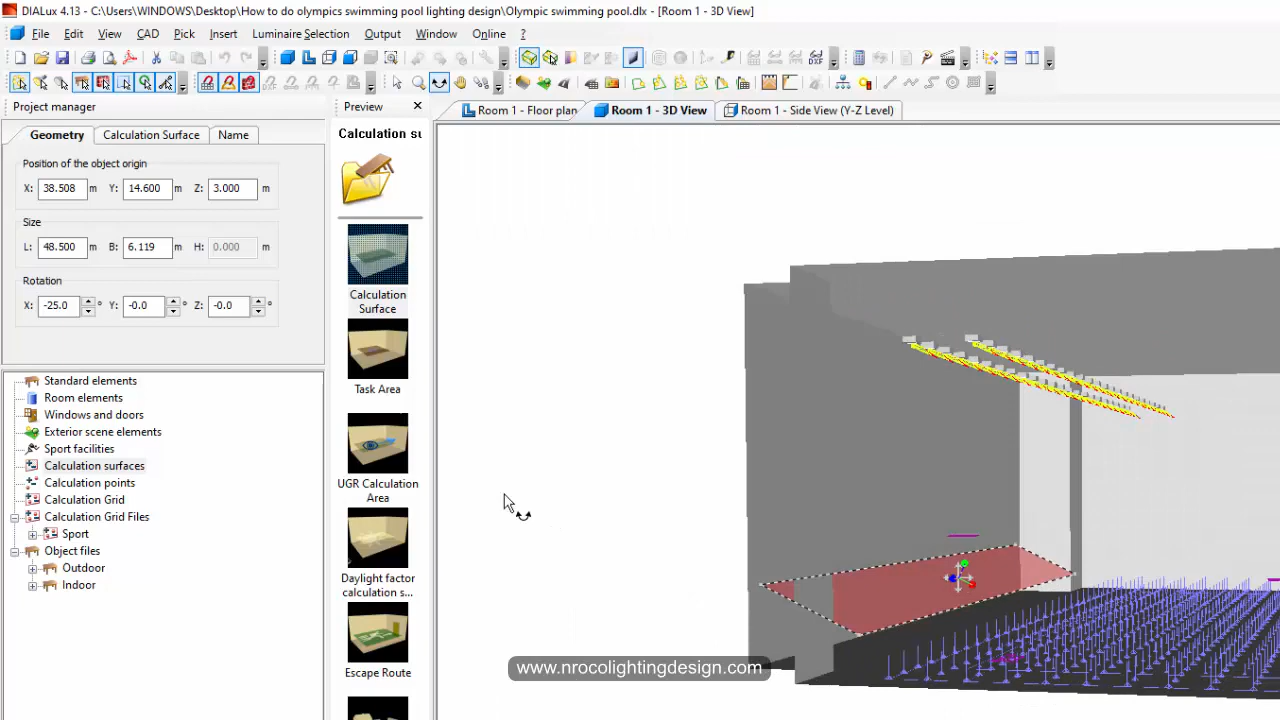 DIALux 4.13 - C:\Users\WINDOWS\Desktop\How to do olympics swimming pool lighting design\Olympic swimming pool.dlx - [Room 1 - 3D View]
File Edit View CAD Pick Insert Luminaire Selection Output Window Online ?
Project manager
Preview
Room 1 - Floor plan
Room 1 - 3D View
Room 1 - Side View (Y-Z Level)
Geometry Calculation Surface Name
Calculation su
Position of the object origin
X: 38.508 m Y: 14.600 m Z: 3.000 m
Size
L: 48.500 m B: 6.119 m H: 0.000 m
Rotation
X: -25.0 ° Y: -0.0 ° Z: -0.0 °
Calculation
Surface
Task Area
UGR Calculation
Area
Daylight factor
calculation s...
Escape Route
Standard elements
Room elements
Windows and doors
Exterior scene elements
Sport facilities
Calculation surfaces
Calculation points
Calculation Grid
Calculation Grid Files
Sport
Object files
Outdoor
Indoor
www.nrocolightingdesign.com